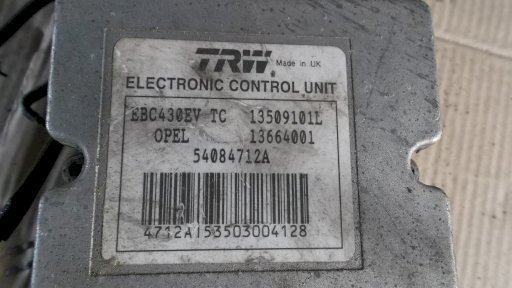 TRW Made in UK
ELECTRONIC CONTROL UNIT
EBC430EV TC 13509101L
OPEL 13664001
54084712A
4712A153503004128